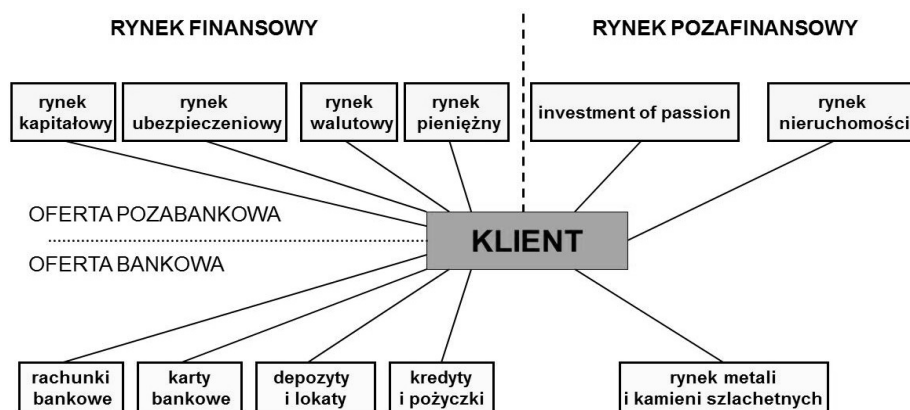 RYNEK FINANSOWY
RYNEK POZAFINANSOWY
rynek
kapitałowy
rynek
ubezpieczeniowy
rynek
walutowy
rynek
pieniężny
investment of passion
rynek
nieruchomości
OFERTA POZABANKOWA
KLIENT
OFERTA BANKOWA
rachunki
bankowe
karty
bankowe
depozyty
i lokaty
kredyty
i pożyczki
rynek metali
i kamieni szlachetnych